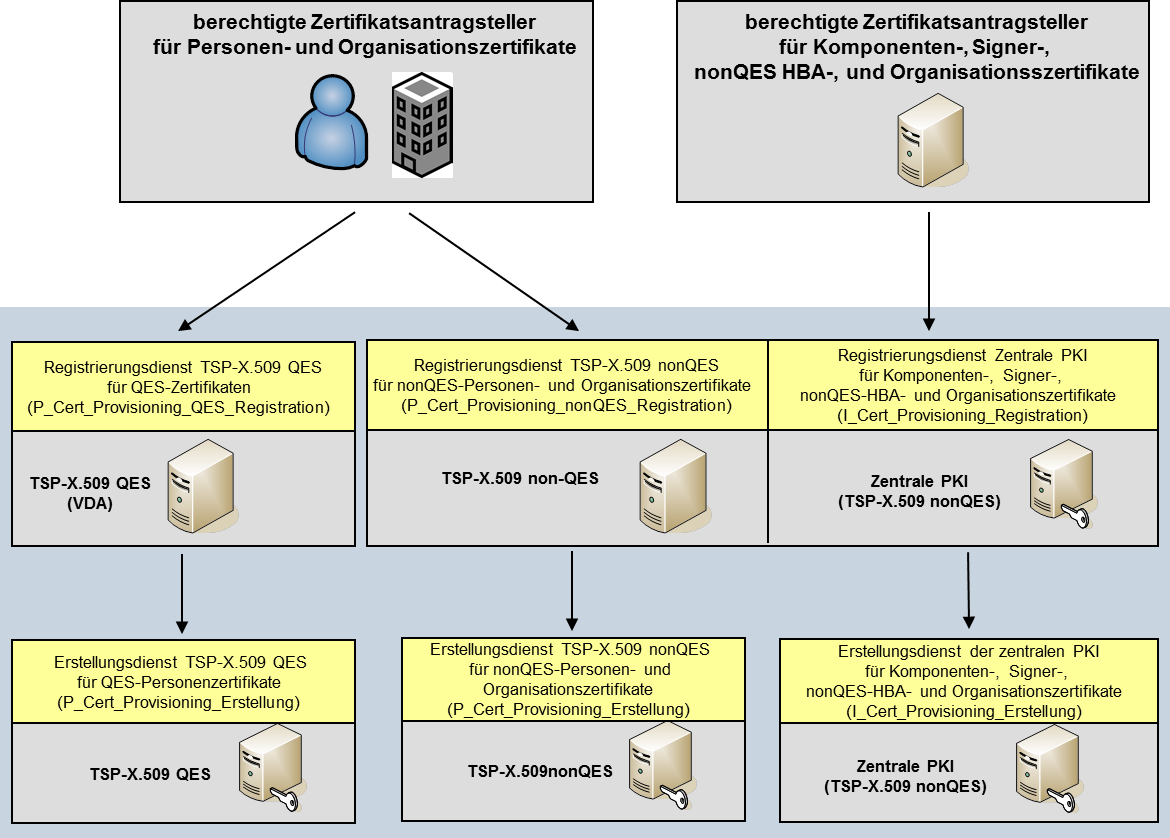 berechtigte Zertifikatsantragsteller
für Personen- und Organisationszertifikate
berechtigte Zertifikatsantragsteller
für Komponenten-, Signer-,
nonQES HBA-, und Organisationsszertifikate
Registrierungsdienst TSP-X.509 QES
für QES-Zertifikaten
(P_Cert_Provisioning_QES_Registration)
TSP-X.509 QES
(VDA)
Registrierungsdienst TSP-X.509 nonQES
für nonQES-Personen- und Organisationszertifikate
(P_Cert_Provisioning_nonQES_Registration)
TSP-X.509 non-QES
Registrierungsdienst Zentrale PKI
für Komponenten-, Signer-,
nonQES-HBA- und Organisationszertifikate
(I_Cert_Provisioning_Registration)
Zentrale PKI
(TSP-X.509 nonQES)
Erstellungsdienst TSP-X.509 QES
für QES-Personenzertifikate
(P_Cert_Provisioning_Erstellung)
TSP-X.509 QES
Erstellungsdienst TSP-X.509 nonQES
für nonQES-Personen- und
Organisationszertifikate
(P_Cert_Provisioning_Erstellung)
TSP-X.509nonQES
Erstellungsdienst der zentralen PKI
für Komponenten-, Signer-,
nonQES-HBA- und Organisationszertifikate
(I_Cert_Provisioning_Erstellung)
Zentrale PKI
(TSP-X.509 nonQES)